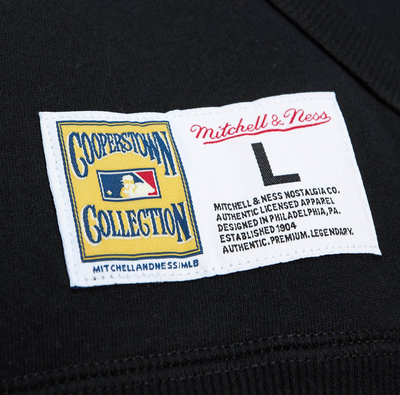 COOPERSTOWN
COLLECTION
MITCHELLANDNESS/MLB
Mitchell & Ness
L
MITCHELL & NESS NOSTALGIA CO.
AUTHENTIC LICENSED APPAREL
DESIGNED IN PHILADELPHIA, PA.
ESTABLISHED 1904
AUTHENTIC. PREMIUM. LEGENDARY.